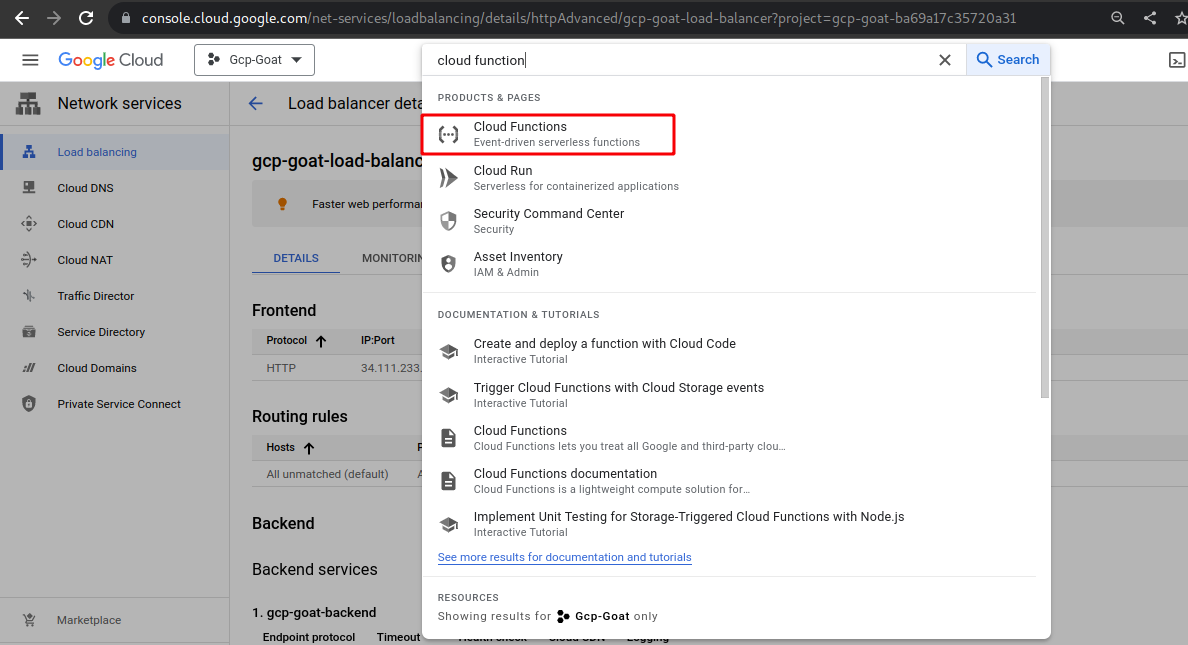 console.cloud.google.com/net-services/loadbalancing/details/httpAdvanced/gcp-goat-load-balancer?project=gcp-goat-ba69a17c35720a31
Google Cloud
Gcp-Goat
cloud function
Search
Network services
Load balancing
Cloud DNS
Cloud CDN
Cloud NAT
Traffic Director
Service Directory
Cloud Domains
Private Service Connect
Marketplace
Load balancer deta
gcp-goat-load-balanc
Faster web performa
DETAILS MONITORIN
Frontend
Protocol IP:Port
HTTP 34.111.233.
Routing rules
Hosts
All unmatched (default)
Backend
Backend services
1. gcp-goat-backend
Endpoint protocol Timeout Health check Cloud CDN Logging
PRODUCTS & PAGES
Cloud Functions
Event-driven serverless functions
Cloud Run
Serverless for containerized applications
Security Command Center
Security
Asset Inventory
IAM & Admin
DOCUMENTATION & TUTORIALS
Create and deploy a function with Cloud Code
Interactive Tutorial
Trigger Cloud Functions with Cloud Storage events
Interactive Tutorial
Cloud Functions
Cloud Functions lets you treat all Google and third-party clou…
Cloud Functions documentation
Cloud Functions is a lightweight compute solution for…
Implement Unit Testing for Storage-Triggered Cloud Functions with Node.js
Interactive Tutorial
See more results for documentation and tutorials
RESOURCES
Showing results for Gcp-Goat only